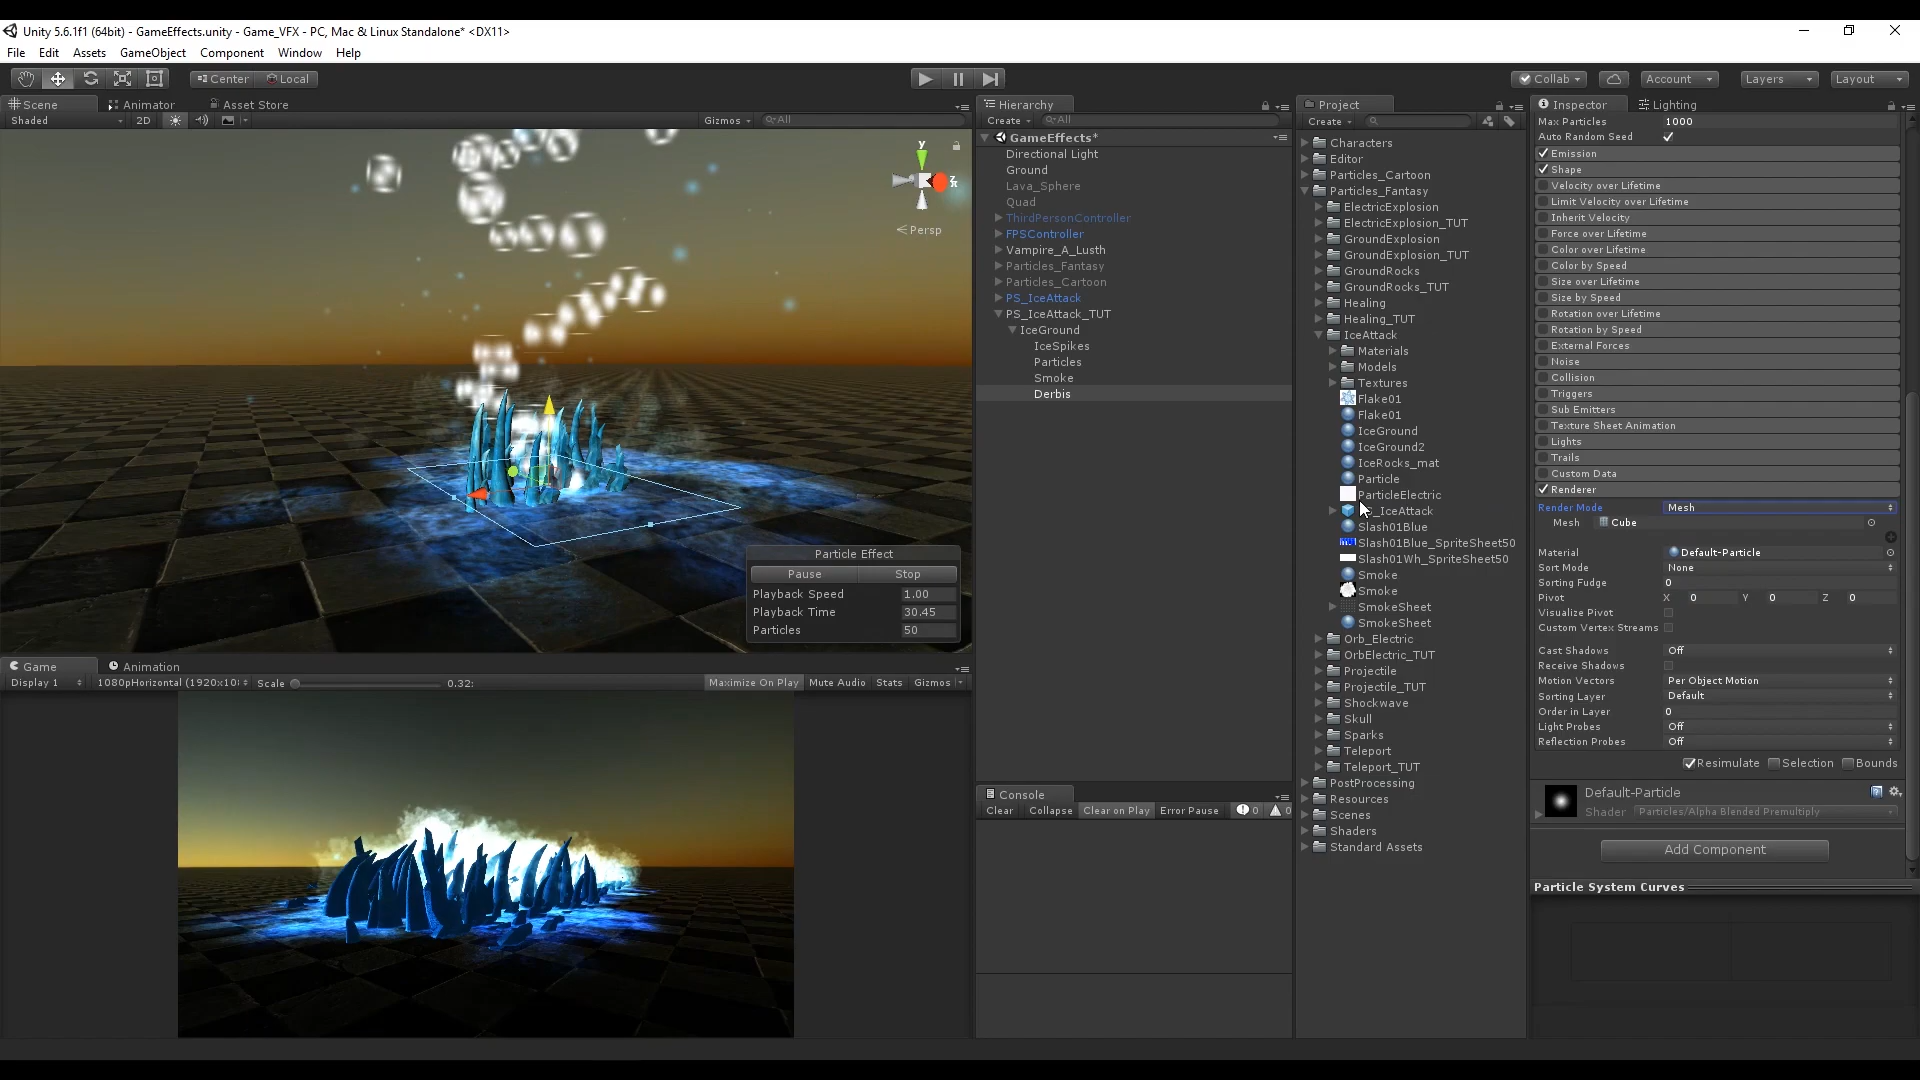 Unity 5.6.1f1 (64bit) - GameEffects.unity - Game_VFX - PC, Mac & Linux Standalone* <DX11>
File Edit Assets GameObject Component Window Help
Center Local
Collab Account Layers Layout
Scene Animator Asset Store
Shaded 2D Gizmos All
y
Persp
Particle Effect
Pause Stop
Playback Speed 1.00
Playback Time 30.45
Particles 50
Game Animation
Display 1 1080pHorizontal (1920x10 Scale 0.32: Maximize On Play Mute Audio Stats Gizmos
Hierarchy
Create All
GameEffects*
Directional Light
Ground
Lava_Sphere
Quad
ThirdPersonController
FPSController
Vampire_A_Lusth
Particles_Fantasy
Particles_Cartoon
PS_IceAttack
PS_IceAttack_TUT
IceGround
IceSpikes
Particles
Smoke
Derbis
Console
Clear Collapse Clear on Play Error Pause 0 0
Project
Create
Characters
Editor
Particles_Cartoon
Particles_Fantasy
ElectricExplosion
ElectricExplosion_TUT
GroundExplosion
GroundExplosion_TUT
GroundRocks
GroundRocks_TUT
Healing
Healing_TUT
IceAttack
Materials
Models
Textures
Flake01
Flake01
IceGround
IceGround2
IceRocks_mat
Particle
ParticleElectric
_IceAttack
Slash01Blue
Slash01Blue_SpriteSheet50
Slash01Wh_SpriteSheet50
Smoke
Smoke
SmokeSheet
SmokeSheet
Orb_Electric
OrbElectric_TUT
Projectile
Projectile_TUT
Shockwave
Skull
Sparks
Teleport
Teleport_TUT
PostProcessing
Resources
Scenes
Shaders
Standard Assets
Inspector Lighting
Max Particles 1000
Auto Random Seed
Emission
Shape
Velocity over Lifetime
Limit Velocity over Lifetime
Inherit Velocity
Force over Lifetime
Color over Lifetime
Color by Speed
Size over Lifetime
Size by Speed
Rotation over Lifetime
Rotation by Speed
External Forces
Noise
Collision
Triggers
Sub Emitters
Texture Sheet Animation
Lights
Trails
Custom Data
Renderer
Render Mode Mesh
Mesh Cube
Material Default-Particle
Sort Mode None
Sorting Fudge 0
Pivot X 0 Y 0 Z 0
Visualize Pivot
Custom Vertex Streams
Cast Shadows Off
Receive Shadows
Motion Vectors Per Object Motion
Sorting Layer Default
Order in Layer 0
Light Probes Off
Reflection Probes Off
Resimulate Selection Bounds
Default-Particle
Shader Particles/Alpha Blended Premultiply
Add Component
Particle System Curves